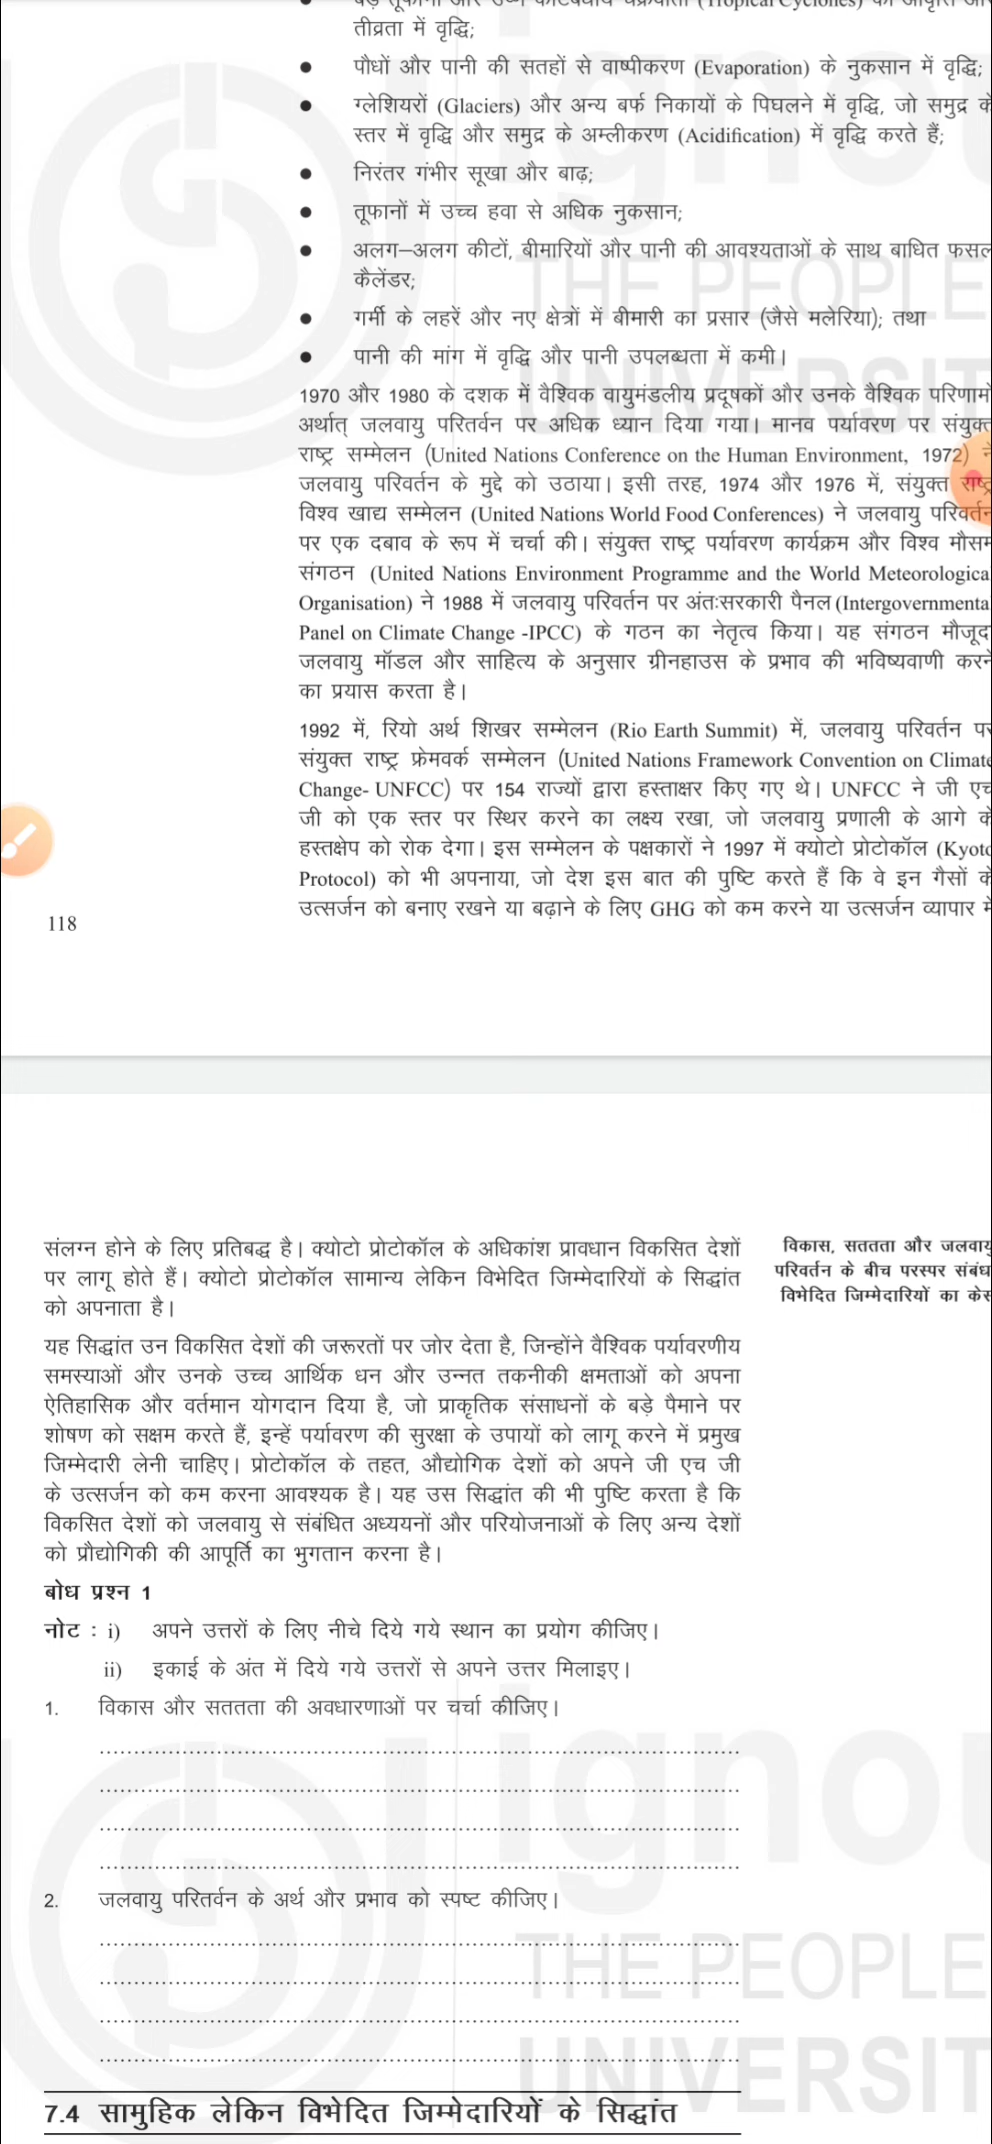 तीव्रता में वृद्धि;
● पौधों और पानी की सतहों से वाष्पीकरण (Evaporation) के नुकसान में वृद्धि;
● ग्लेशियरों (Glaciers) और अन्य बर्फ निकायों के पिघलने में वृद्धि, जो समुद्र के
स्तर में वृद्धि और समुद्र के अम्लीकरण (Acidification) में वृद्धि करते हैं;
● निरंतर गंभीर सूखा और बाढ़;
● तूफानों में उच्च हवा से अधिक नुकसान;
● अलग–अलग कीटों, बीमारियों और पानी की आवश्यताओं के साथ बाधित फसल
कैलेंडर;
● गर्मी के लहरें और नए क्षेत्रों में बीमारी का प्रसार (जैसे मलेरिया); तथा
● पानी की मांग में वृद्धि और पानी उपलब्धता में कमी।
1970 और 1980 के दशक में वैश्विक वायुमंडलीय प्रदूषकों और उनके वैश्विक परिणामों
अर्थात् जलवायु परितर्वन पर अधिक ध्यान दिया गया। मानव पर्यावरण पर संयुक्त
राष्ट्र सम्मेलन (United Nations Conference on the Human Environment, 1972)
जलवायु परिवर्तन के मुद्दे को उठाया। इसी तरह, 1974 और 1976 में, संयुक्त राष्ट्र
विश्व खाद्य सम्मेलन (United Nations World Food Conferences) ने जलवायु परिवर्तन
पर एक दबाव के रूप में चर्चा की। संयुक्त राष्ट्र पर्यावरण कार्यक्रम और विश्व मौसम
संगठन (United Nations Environment Programme and the World Meteorologica
Organisation) ने 1988 में जलवायु परिवर्तन पर अंतःसरकारी पैनल (Intergovernmenta
Panel on Climate Change -IPCC) के गठन का नेतृत्व किया। यह संगठन मौजूदा
जलवायु मॉडल और साहित्य के अनुसार ग्रीनहाउस के प्रभाव की भविष्यवाणी करने
का प्रयास करता है।
1992 में, रियो अर्थ शिखर सम्मेलन (Rio Earth Summit) में, जलवायु परिवर्तन पर
संयुक्त राष्ट्र फ्रेमवर्क सम्मेलन (United Nations Framework Convention on Climate
Change- UNFCC) पर 154 राज्यों द्वारा हस्ताक्षर किए गए थे। UNFCC ने जी एच
जी को एक स्तर पर स्थिर करने का लक्ष्य रखा, जो जलवायु प्रणाली के आगे के
हस्तक्षेप को रोक देगा। इस सम्मेलन के पक्षकारों ने 1997 में क्योटो प्रोटोकॉल (Kyoto
Protocol) को भी अपनाया, जो देश इस बात की पुष्टि करते हैं कि वे इन गैसों के
उत्सर्जन को बनाए रखने या बढ़ाने के लिए GHG को कम करने या उत्सर्जन व्यापार में
118
संलग्न होने के लिए प्रतिबद्ध है। क्योटो प्रोटोकॉल के अधिकांश प्रावधान विकसित देशों
पर लागू होते हैं। क्योटो प्रोटोकॉल सामान्य लेकिन विभेदित जिम्मेदारियों के सिद्धांत
को अपनाता है।
विकास, सततता और जलवायु
परिवर्तन के बीच परस्पर संबंध
विभेदित जिम्मेदारियों का केस
यह सिद्धांत उन विकसित देशों की जरूरतों पर जोर देता है, जिन्होंने वैश्विक पर्यावरणीय
समस्याओं और उनके उच्च आर्थिक धन और उन्नत तकनीकी क्षमताओं को अपना
ऐतिहासिक और वर्तमान योगदान दिया है, जो प्राकृतिक संसाधनों के बड़े पैमाने पर
शोषण को सक्षम करते हैं, इन्हें पर्यावरण की सुरक्षा के उपायों को लागू करने में प्रमुख
जिम्मेदारी लेनी चाहिए। प्रोटोकॉल के तहत, औद्योगिक देशों को अपने जी एच जी
के उत्सर्जन को कम करना आवश्यक है। यह उस सिद्धांत की भी पुष्टि करता है कि
विकसित देशों को जलवायु से संबंधित अध्ययनों और परियोजनाओं के लिए अन्य देशों
को प्रौद्योगिकी की आपूर्ति का भुगतान करना है।
बोध प्रश्न 1
नोट : i) अपने उत्तरों के लिए नीचे दिये गये स्थान का प्रयोग कीजिए।
ii) इकाई के अंत में दिये गये उत्तरों से अपने उत्तर मिलाइए।
1. विकास और सततता की अवधारणाओं पर चर्चा कीजिए।
2. जलवायु परितर्वन के अर्थ और प्रभाव को स्पष्ट कीजिए।
7.4 सामुहिक लेकिन विभेदित जिम्मेदारियों के सिद्धांत
ignou
THE PEOPLE
UNIVERSIT